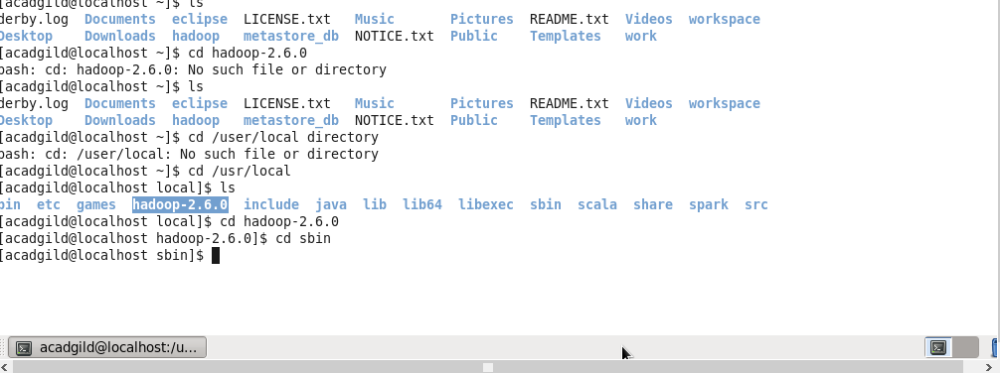 [acadgild@localhost ~]$ ls
derby.log Documents eclipse LICENSE.txt Music Pictures README.txt Videos workspace
Desktop Downloads hadoop metastore_db NOTICE.txt Public Templates work
[acadgild@localhost ~]$ cd hadoop-2.6.0
bash: cd: hadoop-2.6.0: No such file or directory
[acadgild@localhost ~]$ ls
derby.log Documents eclipse LICENSE.txt Music Pictures README.txt Videos workspace
Desktop Downloads hadoop metastore_db NOTICE.txt Public Templates work
[acadgild@localhost ~]$ cd /user/local directory
bash: cd: /user/local: No such file or directory
[acadgild@localhost ~]$ cd /usr/local
[acadgild@localhost local]$ ls
bin etc games hadoop-2.6.0 include java lib lib64 libexec sbin scala share spark src
[acadgild@localhost local]$ cd hadoop-2.6.0
[acadgild@localhost hadoop-2.6.0]$ cd sbin
[acadgild@localhost sbin]$
acadgild@localhost:/u...